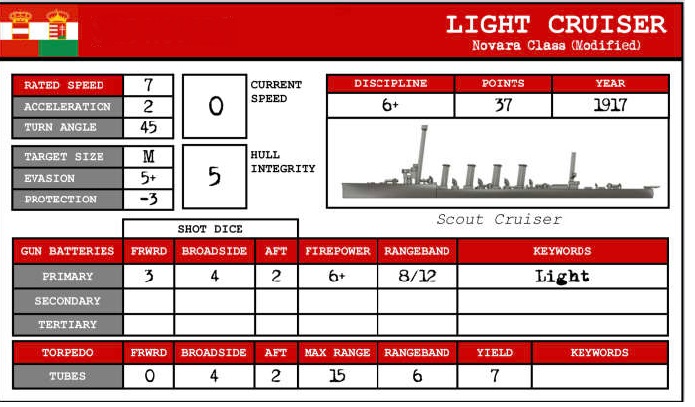 LIGHT CRUISER
Novara Class (Modified)
RATED SPEED 7
ACCELERATION 2
TURN ANGLE 45
0 CURRENT SPEED
TARGET SIZE M
EVASION 5+
PROTECTION -3
5 HULL INTEGRITY
DISCIPLINE POINTS YEAR
6+ 37 1917
Scout Cruiser
SHOT DICE
GUN BATTERIES FRWRD BROADSIDE AFT FIREPOWER RANGEBAND KEYWORDS
PRIMARY 3 4 2 6+ 8/12 Light
SECONDARY
TERTIARY
TORPEDO FRWRD BROADSIDE AFT MAX RANGE RANGEBAND YIELD KEYWORDS
TUBES 0 4 2 15 6 7